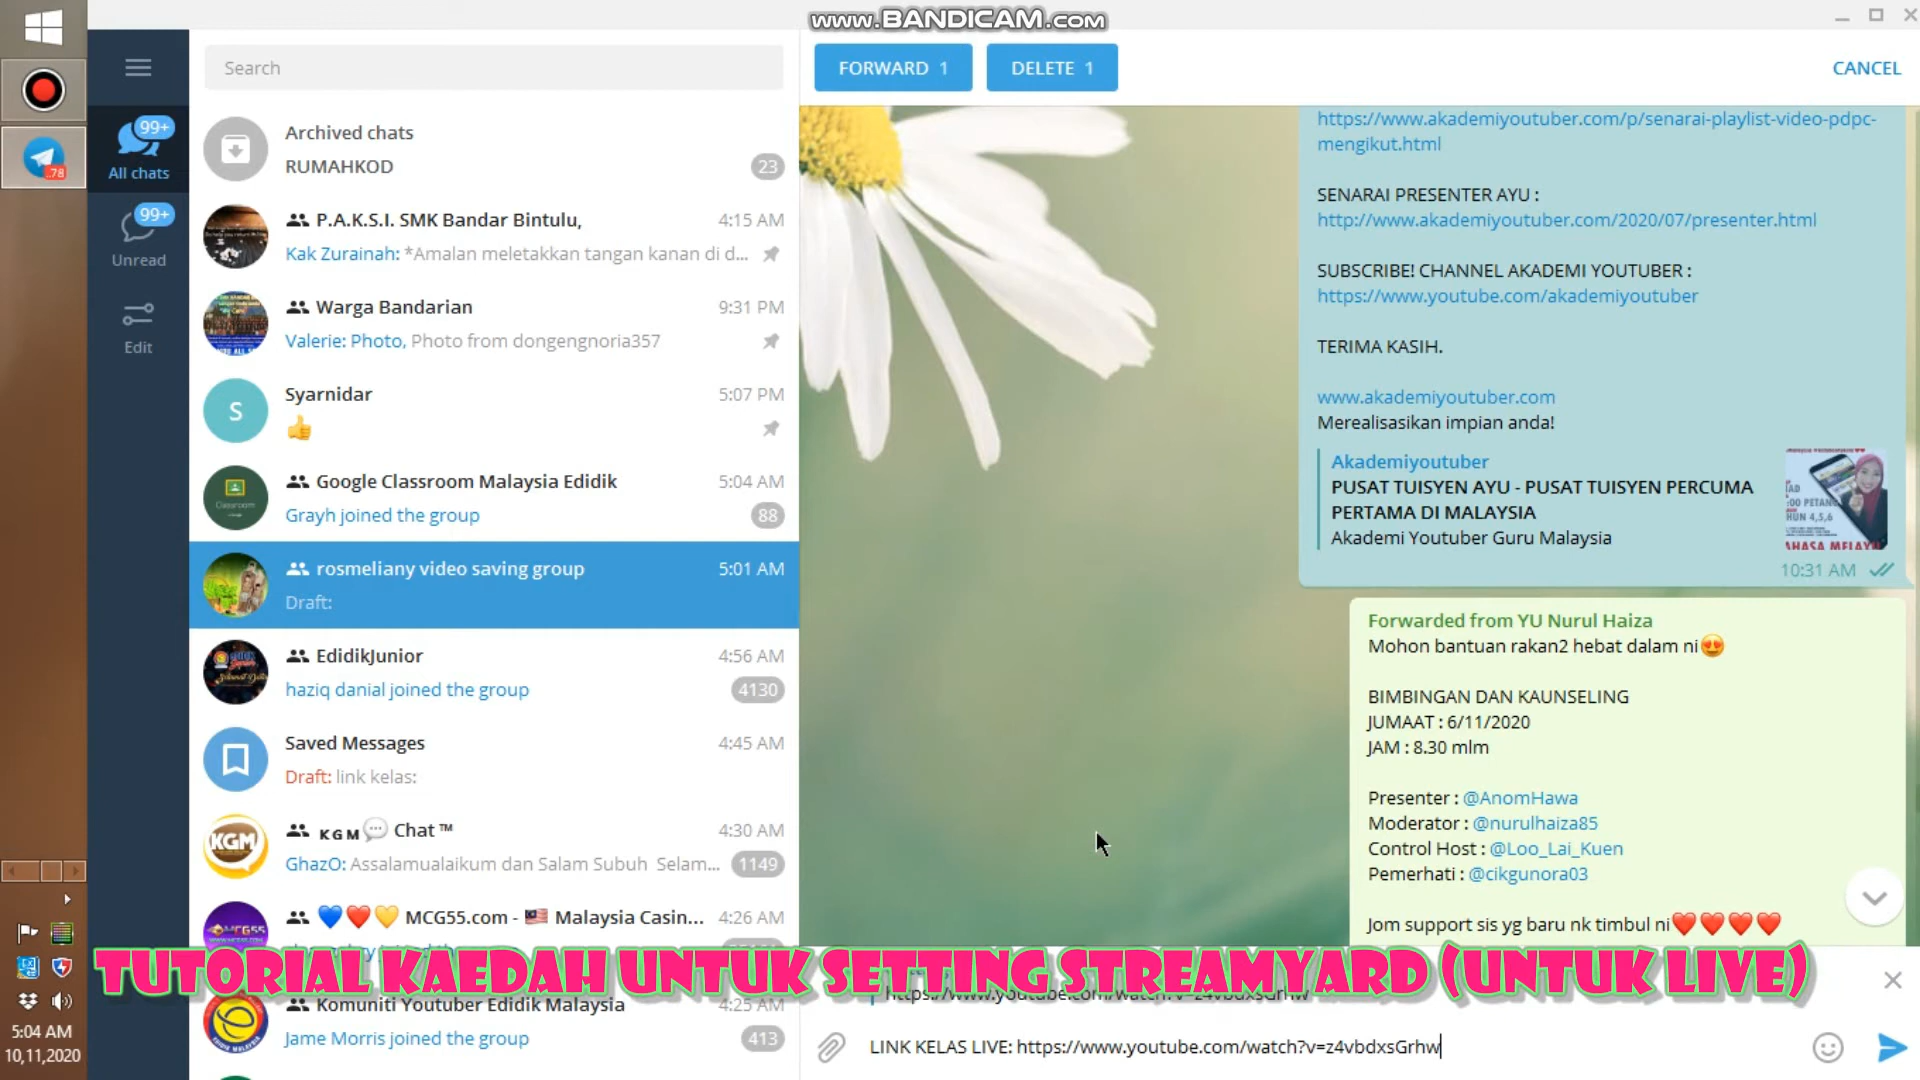 www.BANDICAM.com
Search
FORWARD 1
DELETE 1
CANCEL
99+
All chats
99+
Unread
Edit
..78
Archived chats
RUMAHKOD
23
P.A.K.S.I. SMK Bandar Bintulu,
4:15 AM
Kak Zurainah: *Amalan meletakkan tangan kanan di d...
Warga Bandarian
9:31 PM
Valerie: Photo, Photo from dongengnoria357
S
Syarnidar
5:07 PM
👍
Google Classroom Malaysia Edidik
5:04 AM
Grayh joined the group
88
rosmeliany video saving group
5:01 AM
Draft:
EdidikJunior
4:56 AM
haziq danial joined the group
4130
Saved Messages
4:45 AM
Draft: link kelas:
KGM
ᴋɢᴍ💬 Chat ™
4:30 AM
GhazO: Assalamualaikum dan Salam Subuh Selam...
1149
💙❤️💛 MCG55.com - 🇲🇾 Malaysia Casin...
4:26 AM
Komuniti Youtuber Edidik Malaysia
4:25 AM
Jame Morris joined the group
413
https://www.akademiyoutuber.com/p/senarai-playlist-video-pdpc-
mengikut.html
SENARAI PRESENTER AYU :
http://www.akademiyoutuber.com/2020/07/presenter.html
SUBSCRIBE! CHANNEL AKADEMI YOUTUBER :
https://www.youtube.com/akademiyoutuber
TERIMA KASIH.
www.akademiyoutuber.com
Merealisasikan impian anda!
Akademiyoutuber
PUSAT TUISYEN AYU - PUSAT TUISYEN PERCUMA
PERTAMA DI MALAYSIA
Akademi Youtuber Guru Malaysia
10:31 AM
Forwarded from YU Nurul Haiza
Mohon bantuan rakan2 hebat dalam ni😍
BIMBINGAN DAN KAUNSELING
JUMAAT : 6/11/2020
JAM : 8.30 mlm
Presenter : @AnomHawa
Moderator : @nurulhaiza85
Control Host : @Loo_Lai_Kuen
Pemerhati : @cikgunora03
Jom support sis yg baru nk timbul ni❤️❤️❤️❤️
TUTORIAL KAEDAH UNTUK SETTING STREAMYARD (UNTUK LIVE)
https://www.youtube.com/watch?v=z4vbdxsGrhw
LINK KELAS LIVE: https://www.youtube.com/watch?v=z4vbdxsGrhw
5:04 AM
10,11,2020